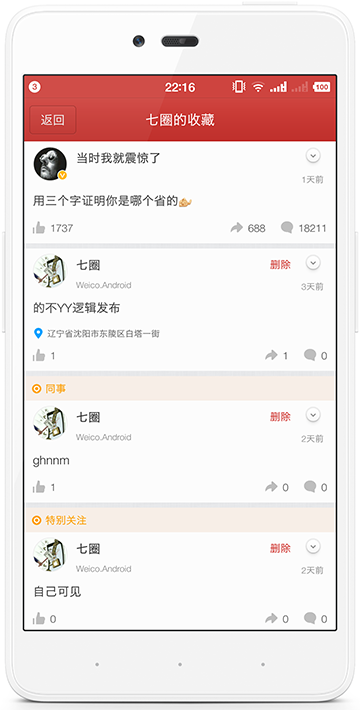 3
22:16
100
返回
七圈的收藏
当时我就震惊了
1天前
用三个字证明你是哪个省的
1737
688
18211
七圈
删除
Weico.Android
3天前
的不YY逻辑发布
辽宁省沈阳市东陵区白塔一街
1
1
0
同事
七圈
删除
Weico.Android
2天前
ghnnm
1
0
0
特别关注
七圈
删除
Weico.Android
2天前
自己可见
0
0
0